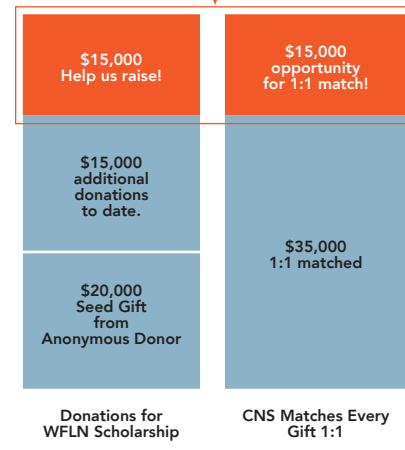 $15,000
Help us raise!
$15,000
opportunity
for 1:1 match!
$15,000
additional
donations
to date.
$35,000
1:1 matched
$20,000
Seed Gift
from
Anonymous Donor
Donations for
WFLN Scholarship
CNS Matches Every
Gift 1:1